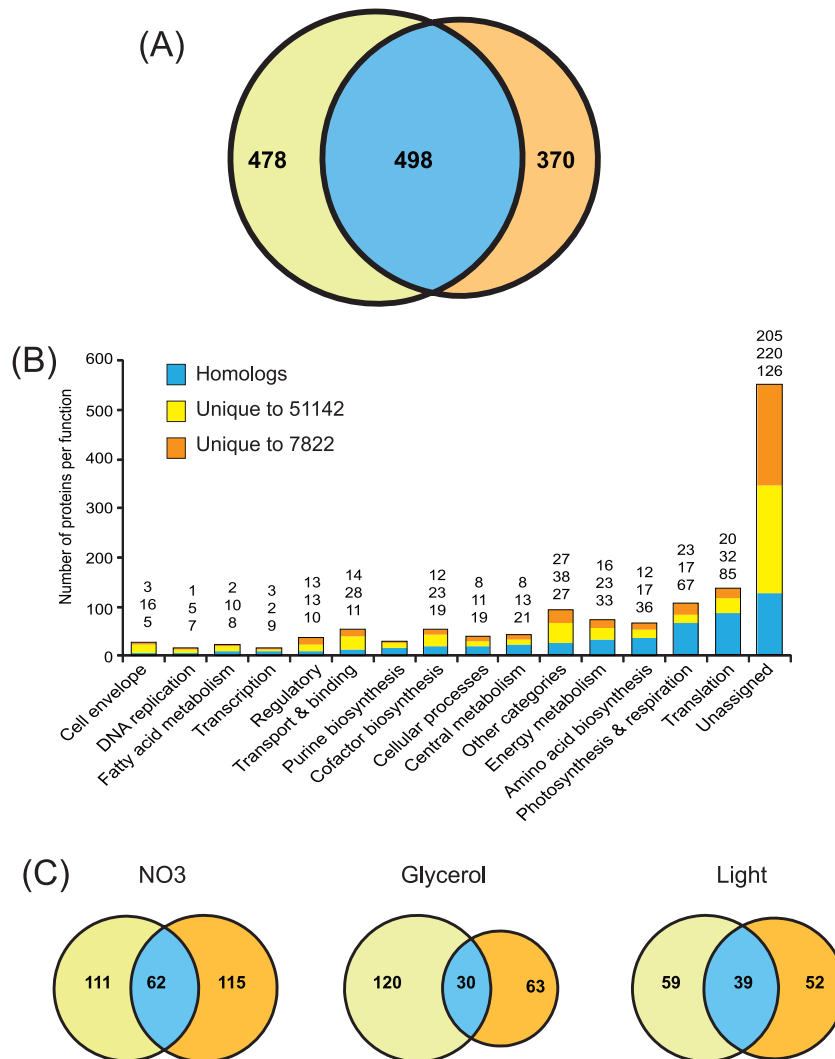 (A)
478
498
370
(B)
Number of proteins per function
600
500
400
300
200
100
0
Homologs
Unique to 51142
Unique to 7822
3
16
5
1
5
7
2
10
8
3
2
9
13
13
10
14
28
11
12
23
19
8
11
19
8
13
21
27
38
27
16
23
33
12
17
36
23
17
67
20
32
85
205
220
126
Cell envelope
DNA replication
Fatty acid metabolism
Transcription
Regulatory
Transport & binding
Purine biosynthesis
Cofactor biosynthesis
Cellular processes
Central metabolism
Other categories
Energy metabolism
Amino acid biosynthesis
Photosynthesis & respiration
Translation
Unassigned
(C)
NO3
111
62
115
Glycerol
120
30
63
Light
59
39
52